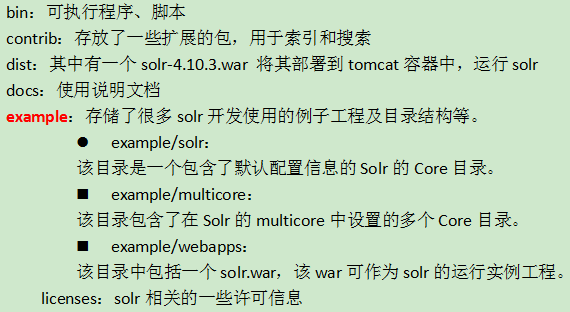 bin：可执行程序、脚本
contrib：存放了一些扩展的包，用于索引和搜索
dist：其中有一个 solr-4.10.3.war 将其部署到 tomcat 容器中，运行 solr
docs：使用说明文档
example：存储了很多 solr 开发使用的例子工程及目录结构等。
● example/solr：
该目录是一个包含了默认配置信息的 Solr 的 Core 目录。
■ example/multicore：
该目录包含了在 Solr 的 multicore 中设置的多个 Core 目录。
■ example/webapps：
该目录中包括一个 solr.war，该 war 可作为 solr 的运行实例工程。
licenses：solr 相关的一些许可信息